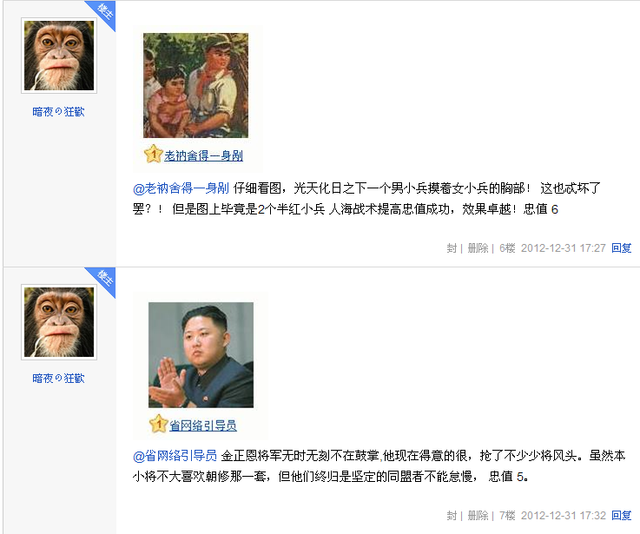 楼主
暗夜の狂歡
1
老衲舍得一身剐
@老衲舍得一身剐 仔细看图，光天化日之下一个男小兵摸着女小兵的胸部！ 这也忒坏了
罢？！ 但是图上毕竟是2个半红小兵 人海战术提高忠值成功，效果卓越！忠值 6
封 | 删除 | 6楼 2012-12-31 17:27 回复
楼主
暗夜の狂歡
1
省网络引导员
@省网络引导员 金正恩将军无时无刻不在鼓掌,他现在得意的很，抢了不少少将风头。虽然本
小将不大喜欢朝修那一套，但他们终归是坚定的同盟者不能怠慢， 忠值 5。
封 | 删除 | 7楼 2012-12-31 17:32 回复